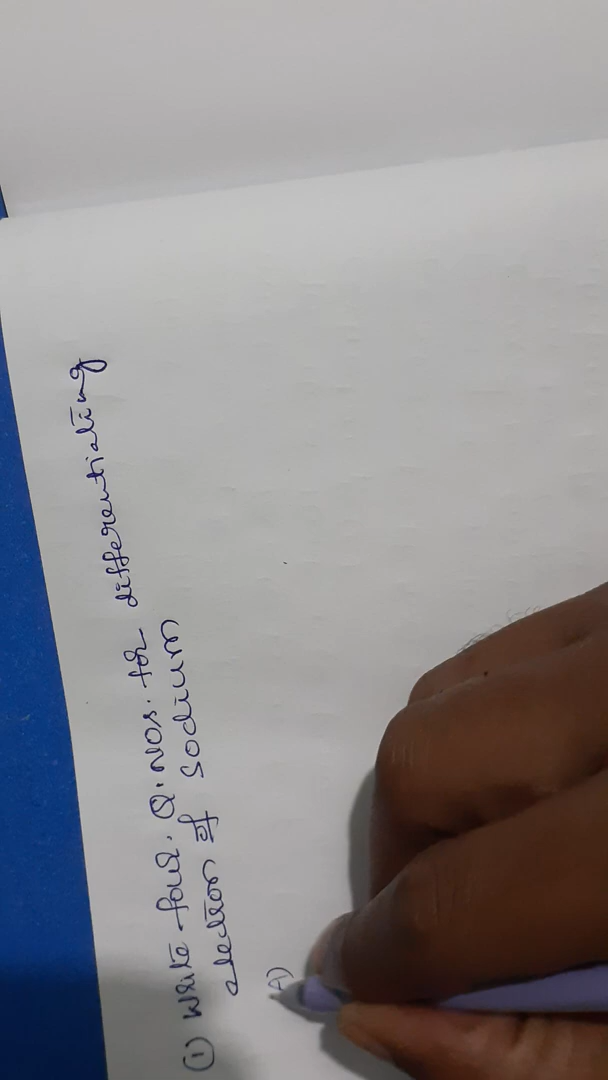 (1) Write four. Q. Nos. for differentiating
electron of sodium
A)